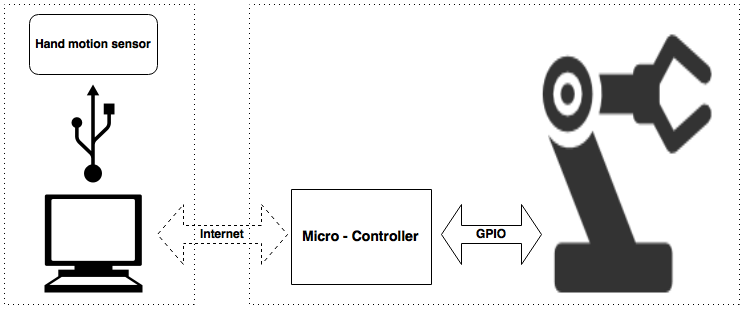 Hand motion sensor
Internet
Micro - Controller
GPIO